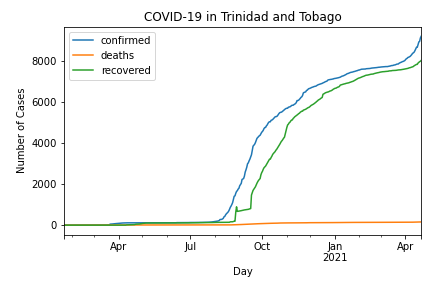 COVID-19 in Trinidad and Tobago
confirmed
deaths
recovered
Number of Cases
8000
6000
4000
2000
0
Apr
Jul
Oct
Jan
2021
Apr
Day